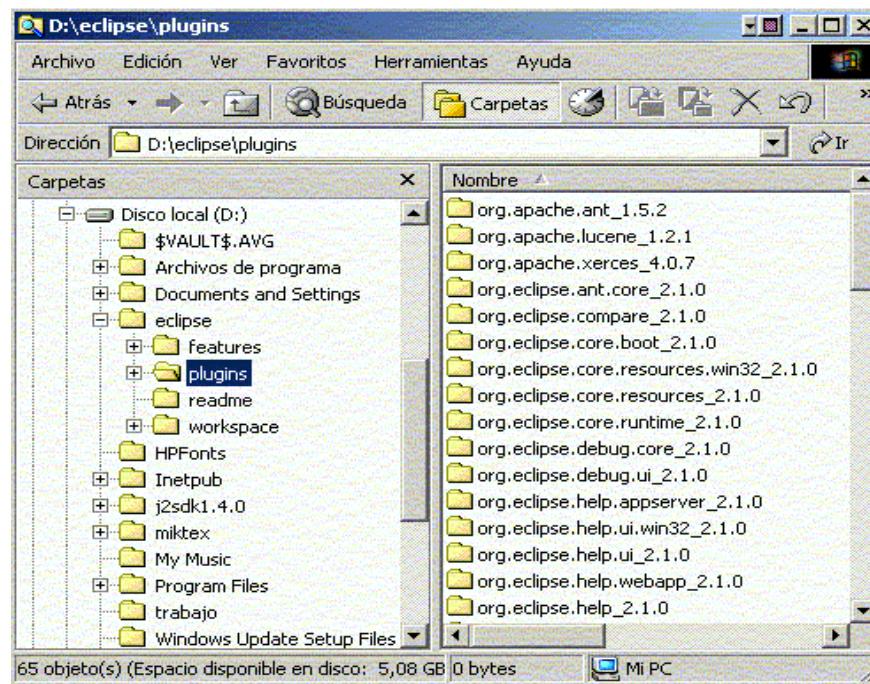 D:\eclipse\plugins
Archivo Edición Ver Favoritos Herramientas Ayuda
Atrás Búsqueda Carpetas »
Dirección D:\eclipse\plugins Ir
Carpetas
Disco local (D:)
$VAULT$.AVG
Archivos de programa
Documents and Settings
eclipse
features
plugins
readme
workspace
HPFonts
Inetpub
j2sdk1.4.0
miktex
My Music
Program Files
trabajo
Windows Update Setup Files
Nombre
org.apache.ant_1.5.2
org.apache.lucene_1.2.1
org.apache.xerces_4.0.7
org.eclipse.ant.core_2.1.0
org.eclipse.compare_2.1.0
org.eclipse.core.boot_2.1.0
org.eclipse.core.resources.win32_2.1.0
org.eclipse.core.resources_2.1.0
org.eclipse.core.runtime_2.1.0
org.eclipse.debug.core_2.1.0
org.eclipse.debug.ui_2.1.0
org.eclipse.help.appserver_2.1.0
org.eclipse.help.ui.win32_2.1.0
org.eclipse.help.ui_2.1.0
org.eclipse.help.webapp_2.1.0
org.eclipse.help_2.1.0
65 objeto(s) (Espacio disponible en disco: 5,08 GB 0 bytes Mi PC